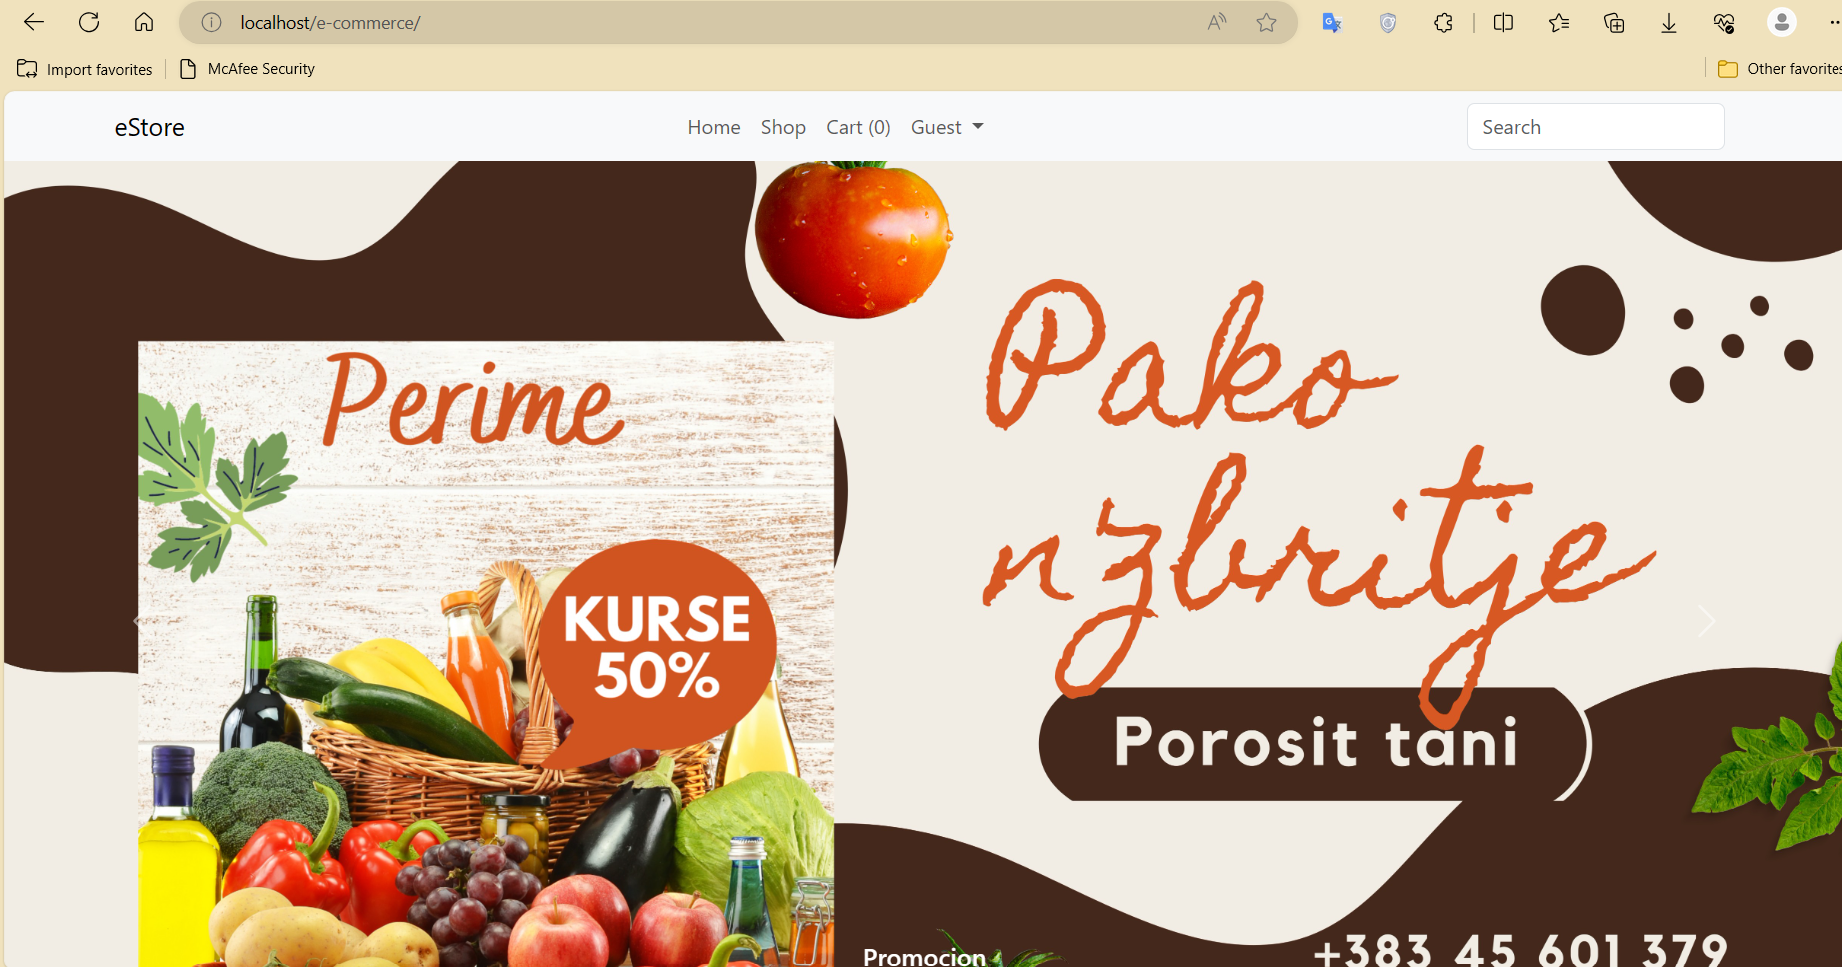 localhost/e-commerce/
Import favorites
McAfee Security
Other favorites
eStore
Home
Shop
Cart (0)
Guest
Search
Perime
KURSE
50%
Pako
nzbritje
Porosit tani
Promocion
+383 45 601 379